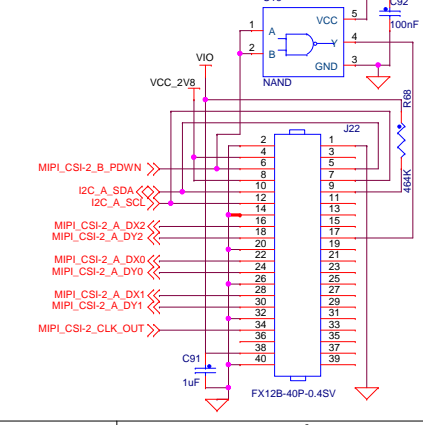 C92
100nF
1
A
VCC
5
Y
4
2
B
GND
3
NAND
VIO
VCC_2V8
R68
464K
J22
2 1
4 3
MIPI_CSI-2_B_PDWN 6 5
8 7
I2C_A_SDA 10 9
I2C_A_SCL 12 11
14 13
MIPI_CSI-2_A_DX2 16 15
MIPI_CSI-2_A_DY2 18 17
20 19
MIPI_CSI-2_A_DX0 22 21
MIPI_CSI-2_A_DY0 24 23
26 25
MIPI_CSI-2_A_DX1 28 27
MIPI_CSI-2_A_DY1 30 29
32 31
MIPI_CSI-2_CLK_OUT 34 33
36 35
38 37
40 39
C91
1uF
FX12B-40P-0.4SV